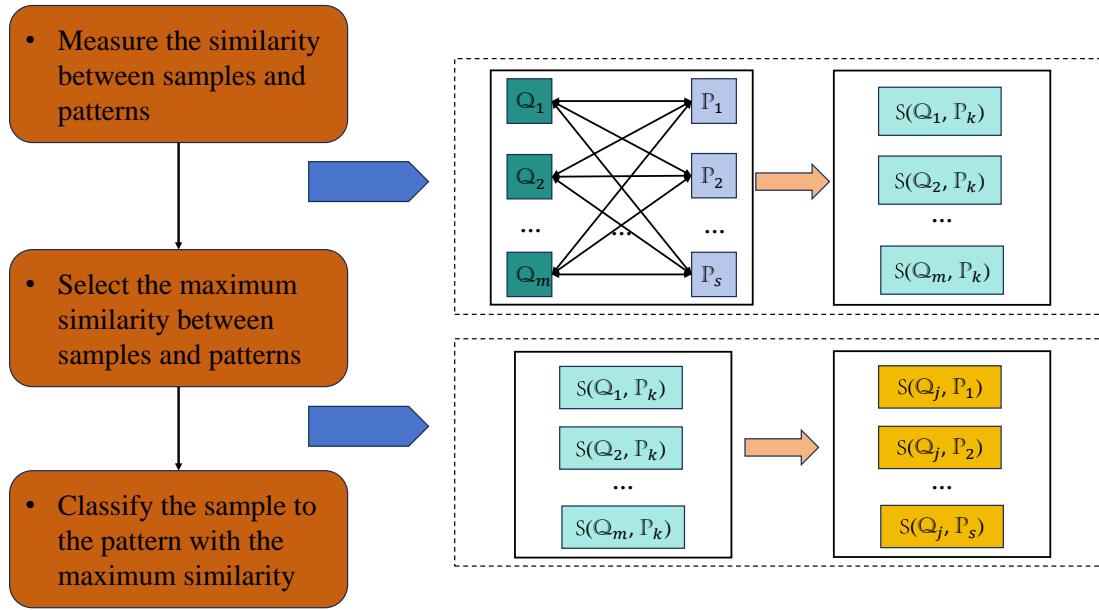 • Measure the similarity
between samples and
patterns
• Select the maximum
similarity between
samples and patterns
• Classify the sample to
the pattern with the
maximum similarity
ℚ₁ ℙ₁
ℚ₂ ℙ₂
... ... ...
ℚₘ ℙₛ
𝕊(ℚ₁, ℙₖ)
𝕊(ℚ₂, ℙₖ)
...
𝕊(ℚₘ, ℙₖ)
𝕊(ℚ₁, ℙₖ)
𝕊(ℚ₂, ℙₖ)
...
𝕊(ℚₘ, ℙₖ)
𝕊(ℚⱼ, ℙ₁)
𝕊(ℚⱼ, ℙ₂)
...
𝕊(ℚⱼ, ℙₛ)